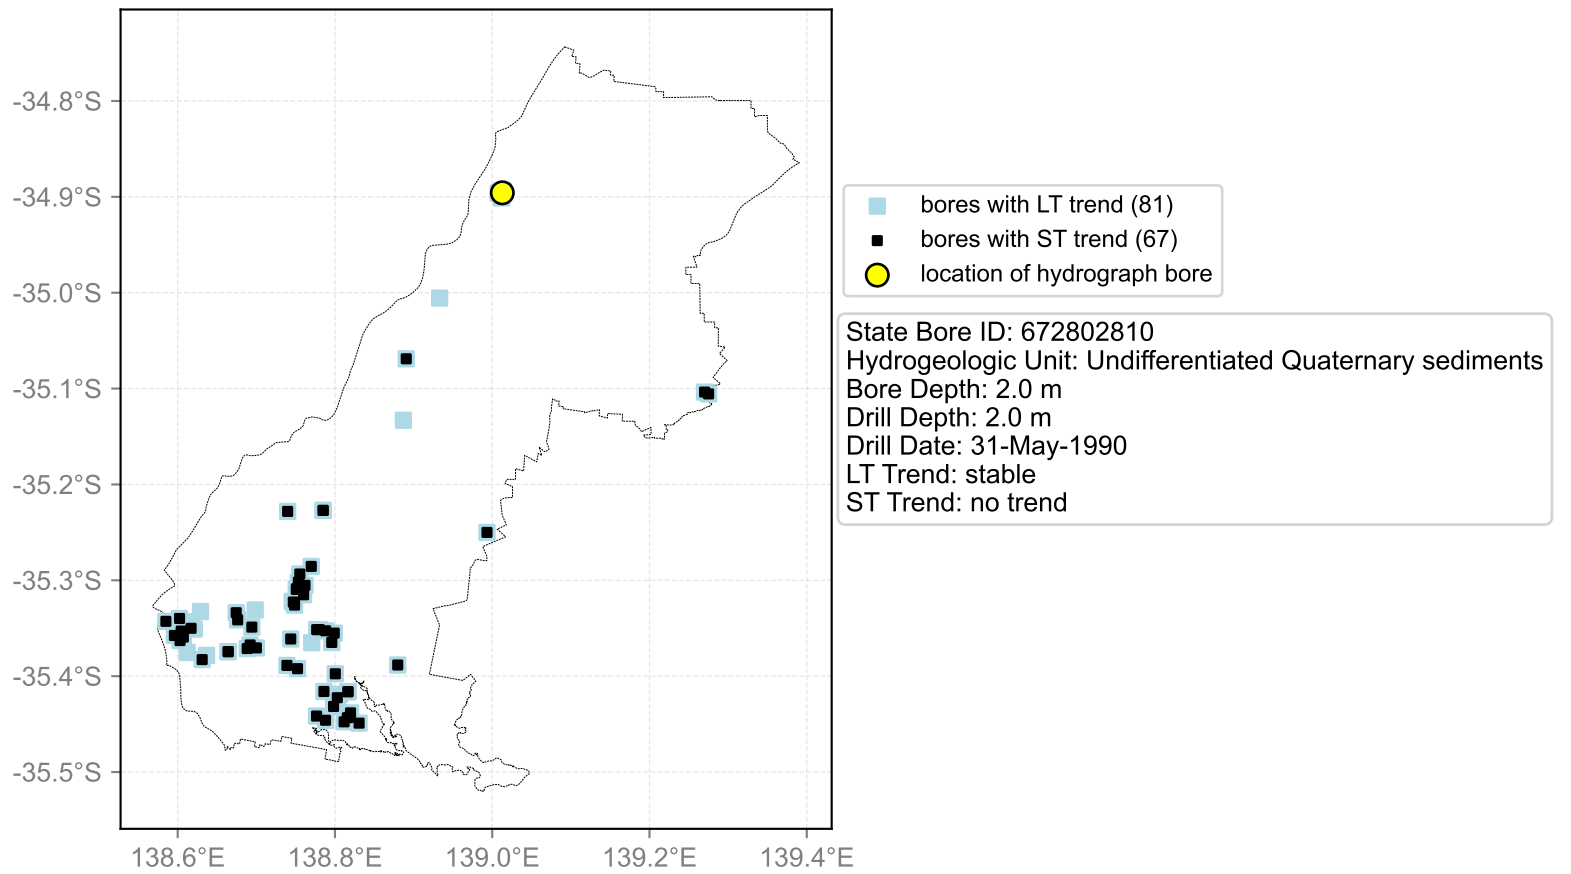 -34.8°S
-34.9°S
-35.0°S
-35.1°S
-35.2°S
-35.3°S
-35.4°S
-35.5°S
138.6°E
138.8°E
139.0°E
139.2°E
139.4°E
bores with LT trend (81)
bores with ST trend (67)
location of hydrograph bore
State Bore ID: 672802810
Hydrogeologic Unit: Undifferentiated Quaternary sediments
Bore Depth: 2.0 m
Drill Depth: 2.0 m
Drill Date: 31-May-1990
LT Trend: stable
ST Trend: no trend